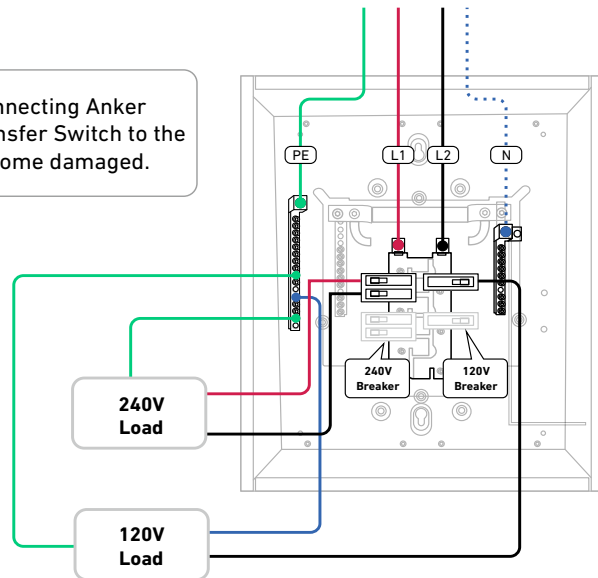 nnecting Anker
nsfer Switch to the
ome damaged.
PE
L1
L2
N
240V
Breaker
120V
Breaker
240V
Load
120V
Load